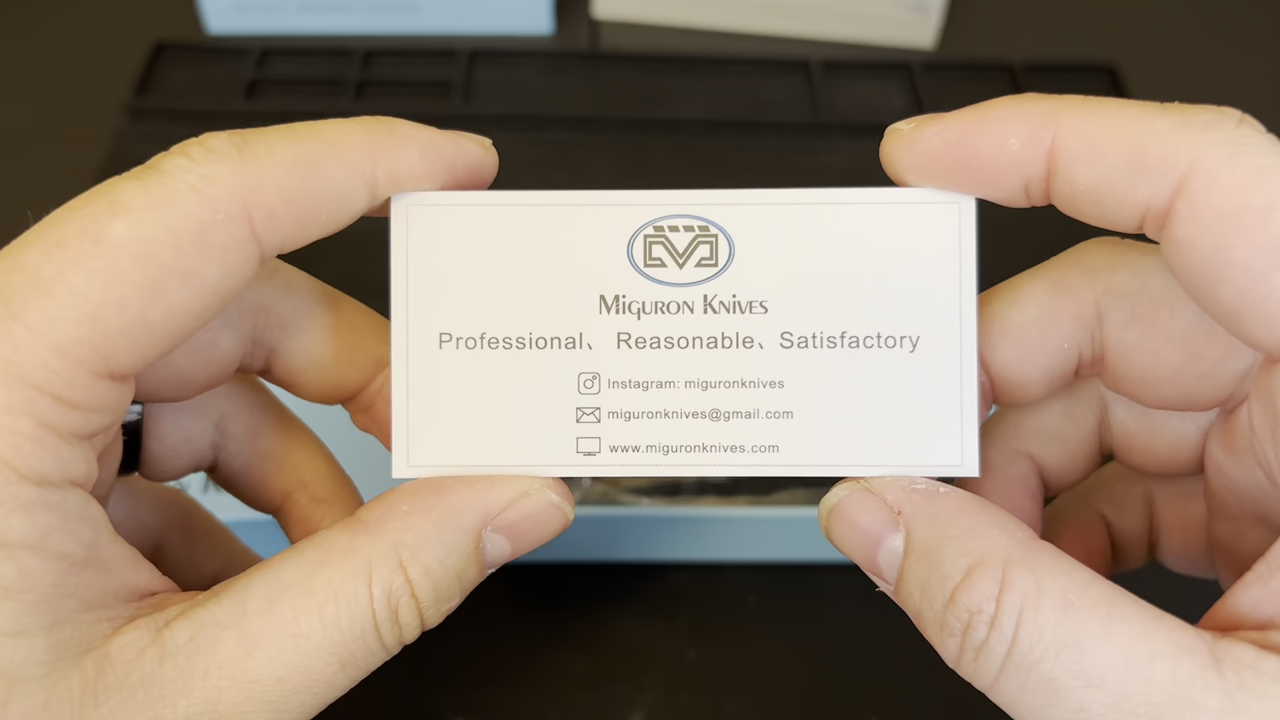 Miguron Knives
Professional、 Reasonable、 Satisfactory
Instagram: miguronknives
miguronknives@gmail.com
www.miguronknives.com